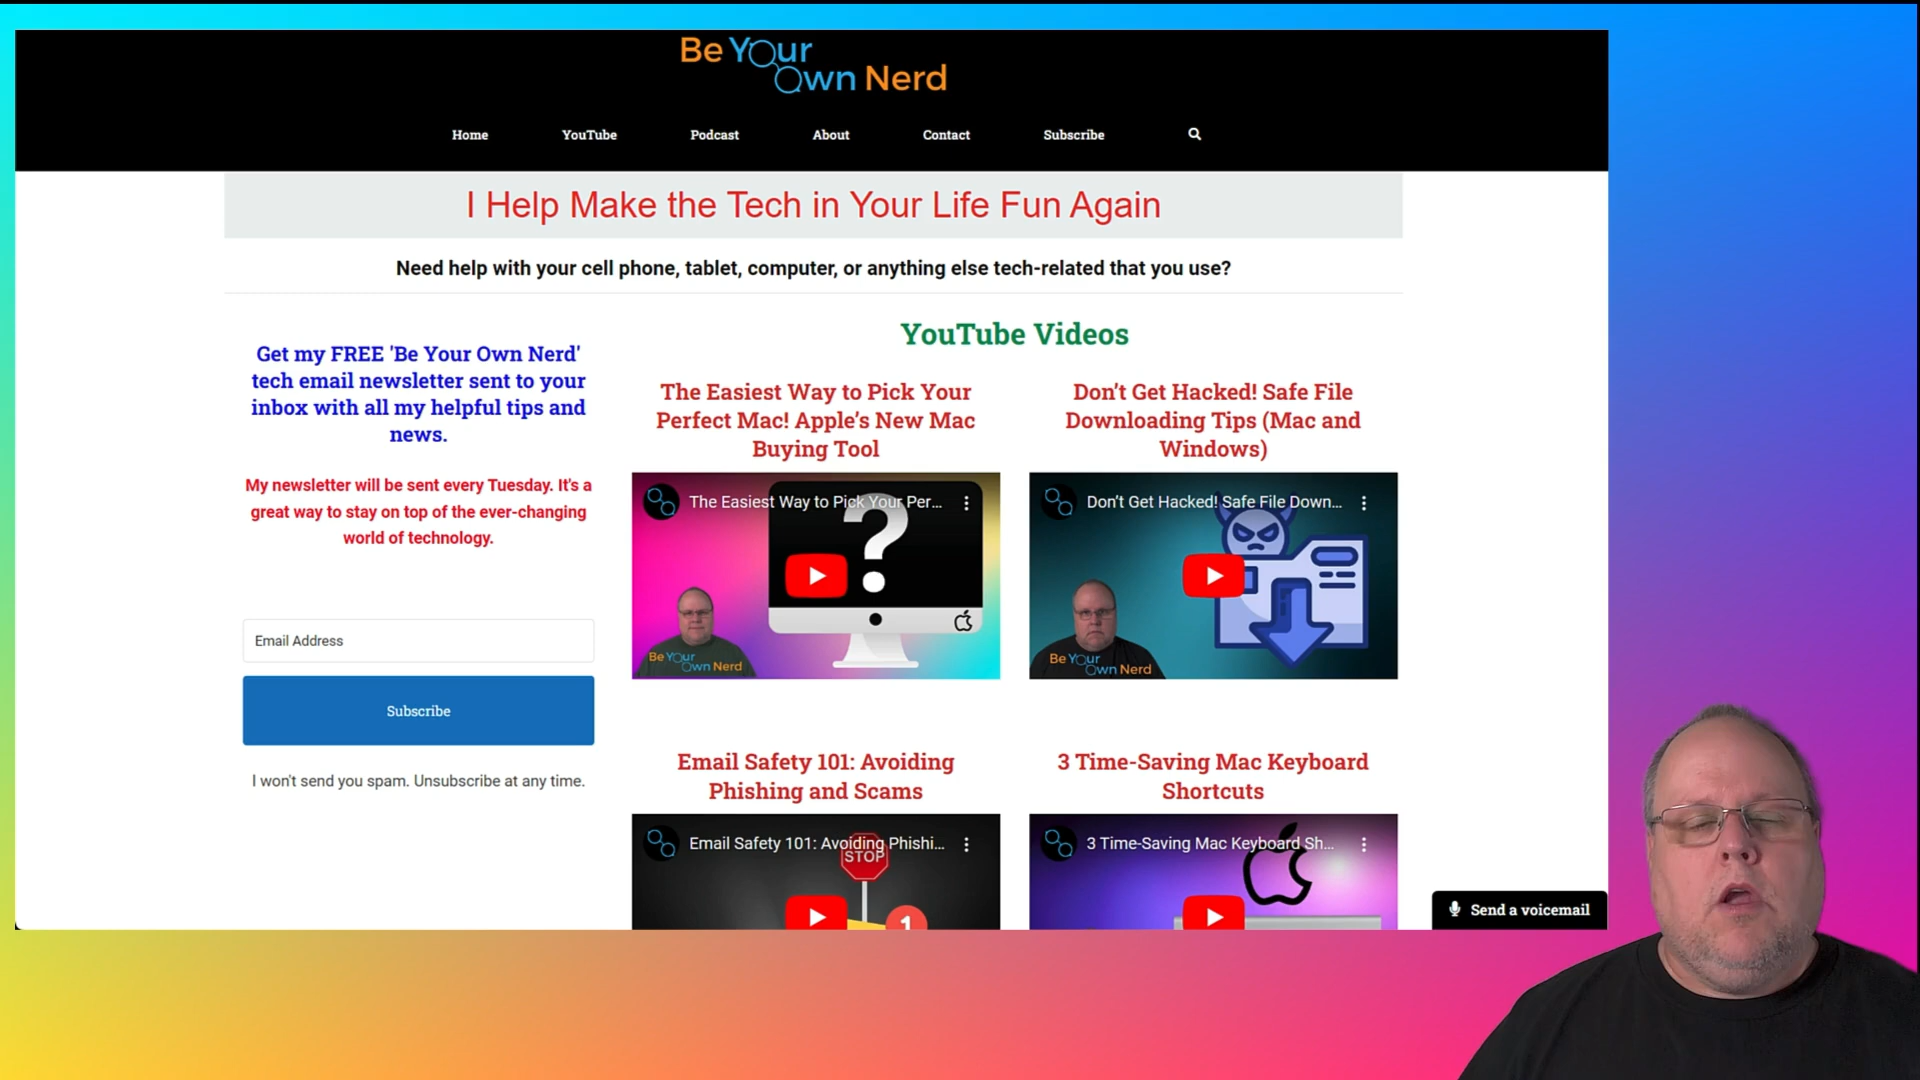 Be Your
Own Nerd
Home YouTube Podcast About Contact Subscribe
I Help Make the Tech in Your Life Fun Again
Need help with your cell phone, tablet, computer, or anything else tech-related that you use?
Get my FREE 'Be Your Own Nerd'
tech email newsletter sent to your
inbox with all my helpful tips and
news.
My newsletter will be sent every Tuesday. It's a
great way to stay on top of the ever-changing
world of technology.
Email Address
Subscribe
I won't send you spam. Unsubscribe at any time.
YouTube Videos
The Easiest Way to Pick Your
Perfect Mac! Apple’s New Mac
Buying Tool
The Easiest Way to Pick Your Per...
?
Be Your
Own Nerd
Don’t Get Hacked! Safe File
Downloading Tips (Mac and
Windows)
Don’t Get Hacked! Safe File Down...
Be Your
Own Nerd
Email Safety 101: Avoiding
Phishing and Scams
Email Safety 101: Avoiding Phishi...
STOP
1
3 Time-Saving Mac Keyboard
Shortcuts
3 Time-Saving Mac Keyboard Sh...
Send a voicemail